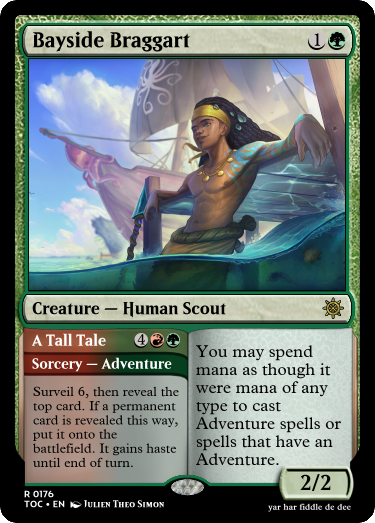 Bayside Braggart 1
Creature — Human Scout
A Tall Tale 4
Sorcery — Adventure
Surveil 6, then reveal the
top card. If a permanent
card is revealed this way,
put it onto the
battlefield. It gains haste
until end of turn.
You may spend
mana as though it
were mana of any
type to cast
Adventure spells or
spells that have an
Adventure.
2/2
R 0176
TOC • EN Julien Theo Simon
yar har fiddle de dee